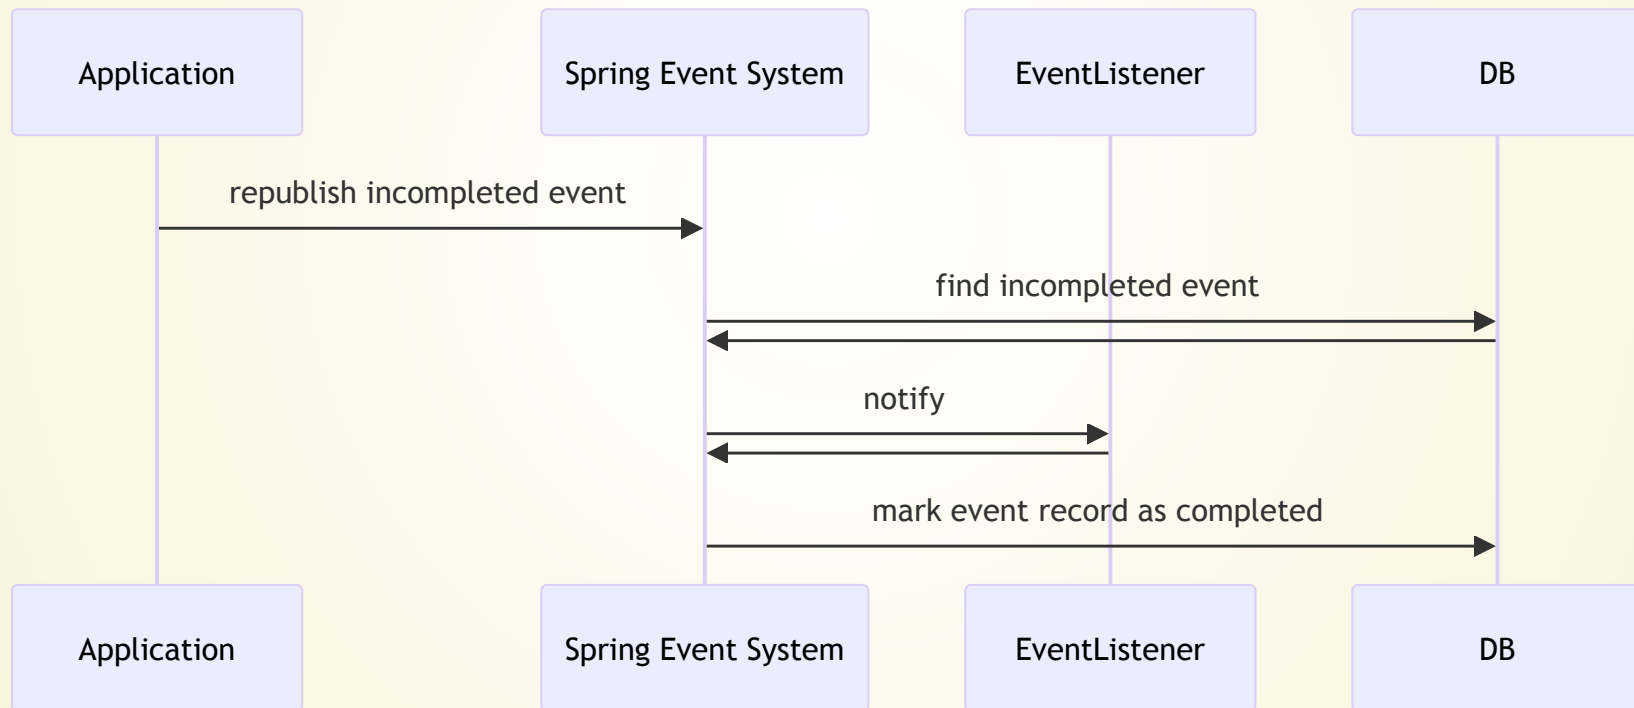 Application
Spring Event System
EventListener
DB
republish incompleted event
find incompleted event
notify
mark event record as completed
Application
Spring Event System
EventListener
DB